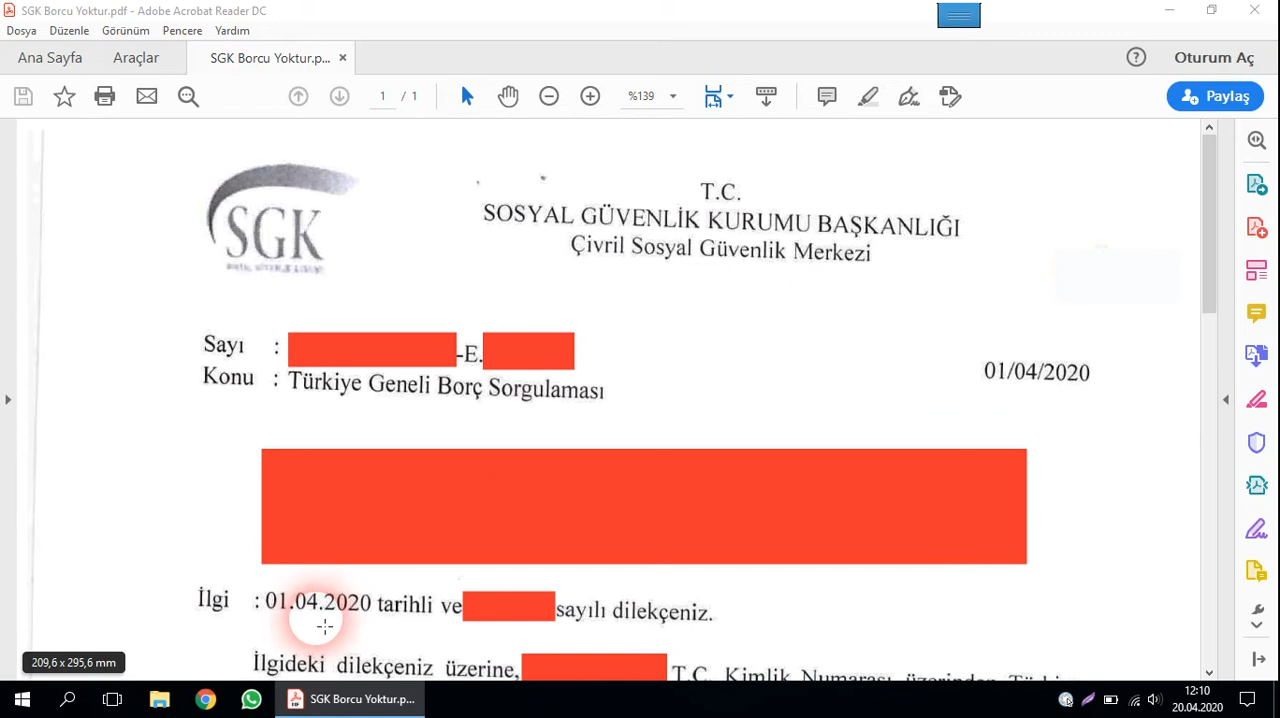 SGK Borcu Yoktur.pdf - Adobe Acrobat Reader DC
Dosya Düzenle Görünüm Pencere Yardım
Ana Sayfa Araçlar SGK Borcu Yoktur.p... × Oturum Aç
1 / 1 %139 Paylaş
SGK
T.C.
SOSYAL GÜVENLİK KURUMU BAŞKANLIĞI
Çivril Sosyal Güvenlik Merkezi
Sayı : -E.
01/04/2020
Konu : Türkiye Geneli Borç Sorgulaması
İlgi : 01.04.2020 tarihli ve sayılı dilekçeniz.
İlgideki dilekçeniz üzerine, T.C. Kimlik Numarası üzerinden
209,6 x 295,6 mm
SGK Borcu Yoktur.p...
12:10
20.04.2020